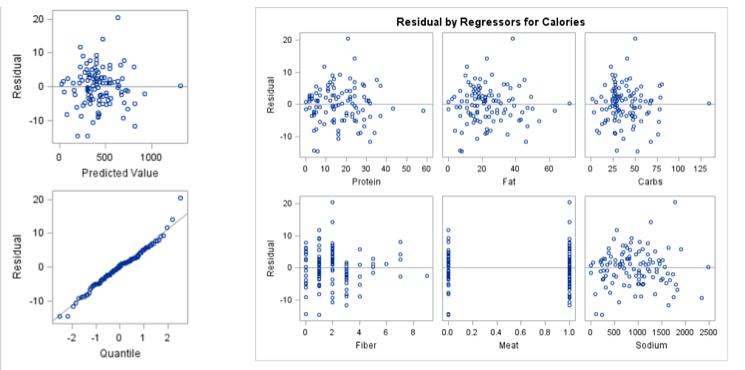 20
10
0
-10
Residual
0 500 1000
Predicted Value
20
10
0
-10
Residual
-2 -1 0 1 2
Quantile
Residual by Regressors for Calories
20
10
0
-10
Residual
0 10 20 30 40 50 60
Protein
0 20 40 60
Fat
0 25 50 75 100 125
Carbs
20
10
0
-10
Residual
0 2 4 6 8
Fiber
0.0 0.2 0.4 0.6 0.8 1.0
Meat
0 500 1000 1500 2000 2500
Sodium